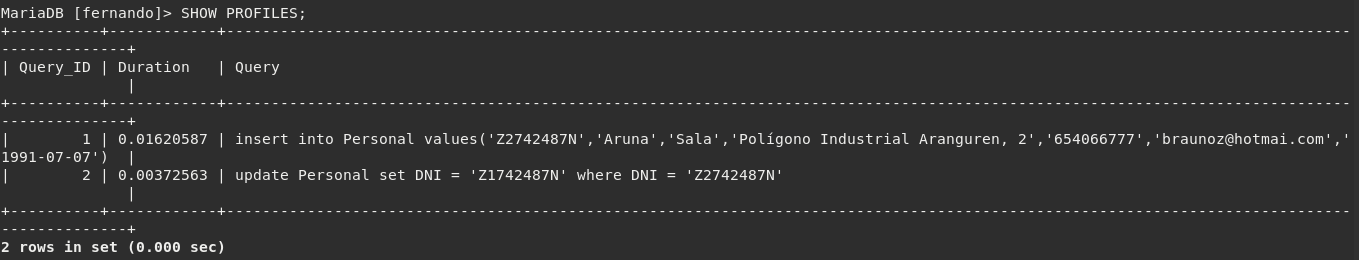 MariaDB [fernando]> SHOW PROFILES;
+----------+------------+-----------------------------------------------------------------------------------------------------------------------------
--------------+
| Query_ID | Duration   | Query
              |
+----------+------------+-----------------------------------------------------------------------------------------------------------------------------
--------------+
|        1 | 0.01620587 | insert into Personal values('Z2742487N','Aruna','Sala','Polígono Industrial Aranguren, 2','654066777','braunoz@hotmai.com','
1991-07-07')  |
|        2 | 0.00372563 | update Personal set DNI = 'Z1742487N' where DNI = 'Z2742487N'
              |
+----------+------------+-----------------------------------------------------------------------------------------------------------------------------
--------------+
2 rows in set (0.000 sec)